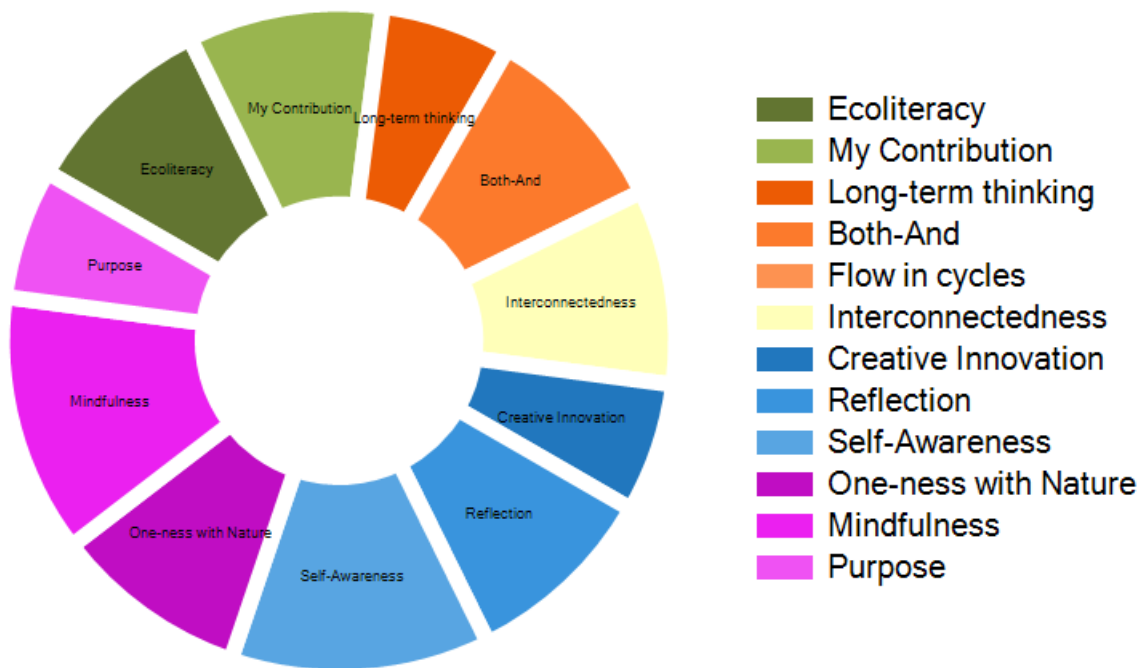 My Contribution
Long-term thinking
Ecoliteracy
Both-And
Purpose
Interconnectedness
Mindfulness
Creative Innovation
Reflection
One-ness with Nature
Self-Awareness
Ecoliteracy
My Contribution
Long-term thinking
Both-And
Flow in cycles
Interconnectedness
Creative Innovation
Reflection
Self-Awareness
One-ness with Nature
Mindfulness
Purpose